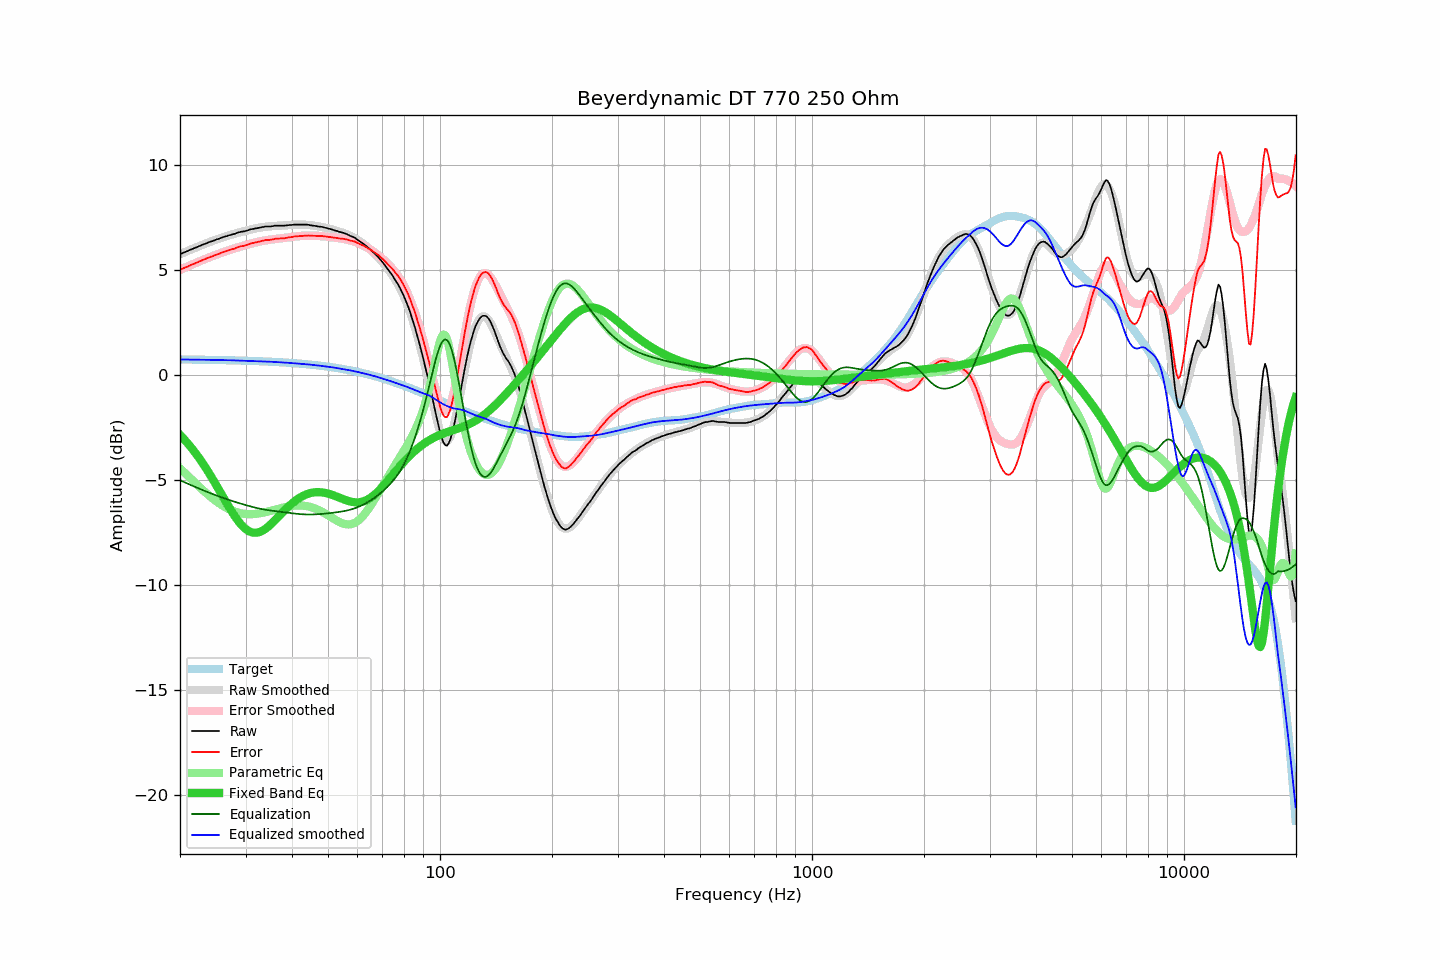 Beyerdynamic DT 770 250 Ohm
10
5
0
−5
−10
−15
−20
Amplitude (dBr)
Target
Raw Smoothed
Error Smoothed
Raw
Error
Parametric Eq
Fixed Band Eq
Equalization
Equalized smoothed
100
1000
10000
Frequency (Hz)